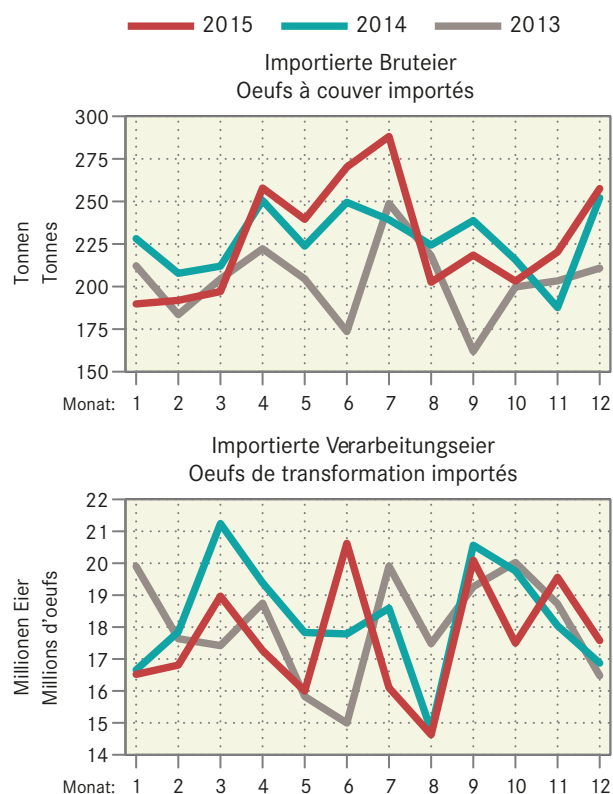 2015 2014 2013
Importierte Bruteier
Oeufs à couver importés
Tonnen
Tonnes
300
275
250
225
200
175
150
Monat: 1 2 3 4 5 6 7 8 9 10 11 12
Importierte Verarbeitungseier
Oeufs de transformation importés
Millionen Eier
Millions d'oeufs
22
21
20
19
18
17
16
15
14
Monat: 1 2 3 4 5 6 7 8 9 10 11 12